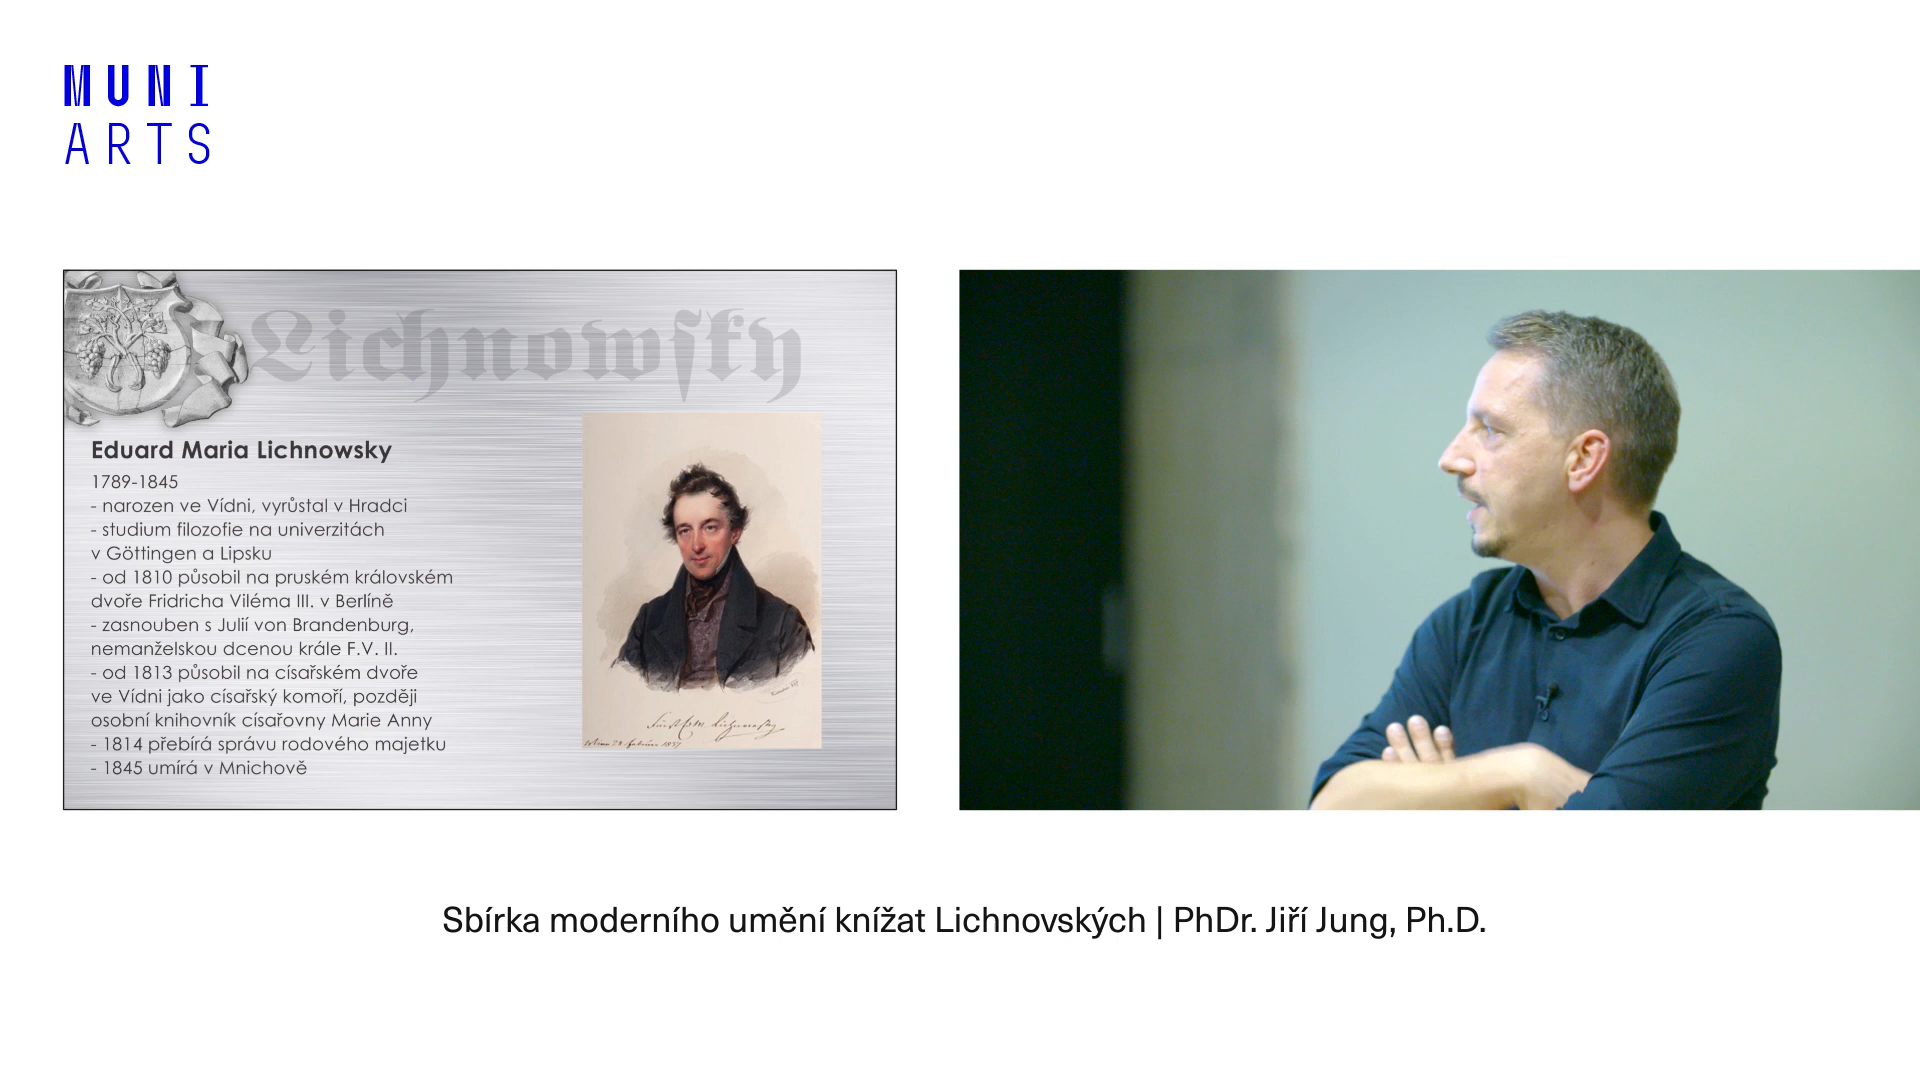 MUNI
ARTS
Lichnowſky
Eduard Maria Lichnowsky
1789-1845
- narozen ve Vídni, vyrůstal v Hradci
- studium filozofie na univerzitách
v Göttingen a Lipsku
- od 1810 působil na pruském královském
dvoře Fridricha Viléma III. v Berlíně
- zasnouben s Julií von Brandenburg,
nemanželskou dcenou krále F.V. II.
- od 1813 působil na císařském dvoře
ve Vídni jako císařský komoří, později
osobní knihovník císařovny Marie Anny
- 1814 přebírá správu rodového majetku
- 1845 umírá v Mnichově
Sbírka moderního umění knížat Lichnovských | PhDr. Jiří Jung, Ph.D.